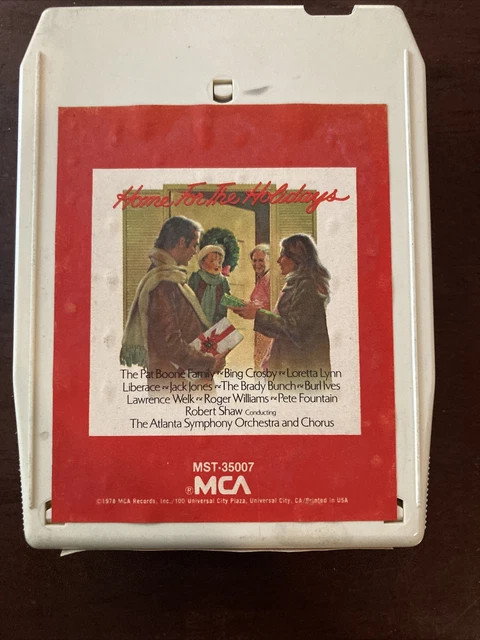 Home For The Holidays
The Pat Boone Family ~ Bing Crosby ~ Loretta Lynn
Liberace ~ Jack Jones ~ The Brady Bunch ~ Burl Ives
Lawrence Welk ~ Roger Williams ~ Pete Fountain
Robert Shaw Conducting
The Atlanta Symphony Orchestra and Chorus
MST-35007
®MCA
©1978 MCA Records, Inc./100 Universal City Plaza, Universal City, CA/Printed in USA